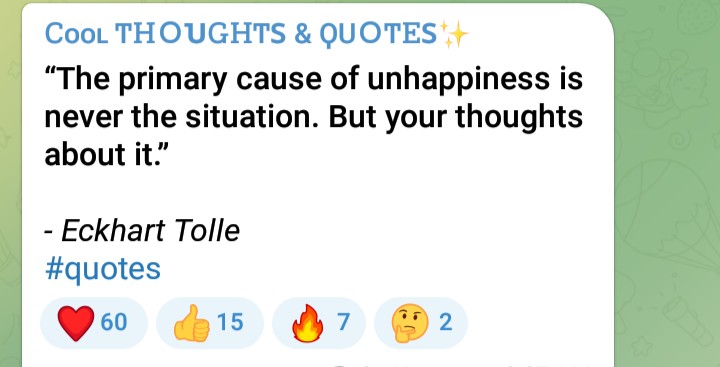 Cool THOUGHTS & QUOTES✨
“The primary cause of unhappiness is
never the situation. But your thoughts
about it.”
- Eckhart Tolle
#quotes
❤️ 60 👍 15 🔥 7 🤔 2